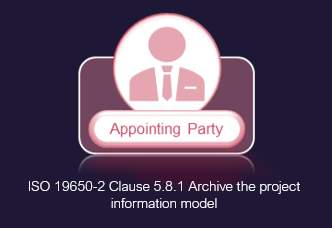 Appointing Party
ISO 19650-2 Clause 5.8.1 Archive the project
information model